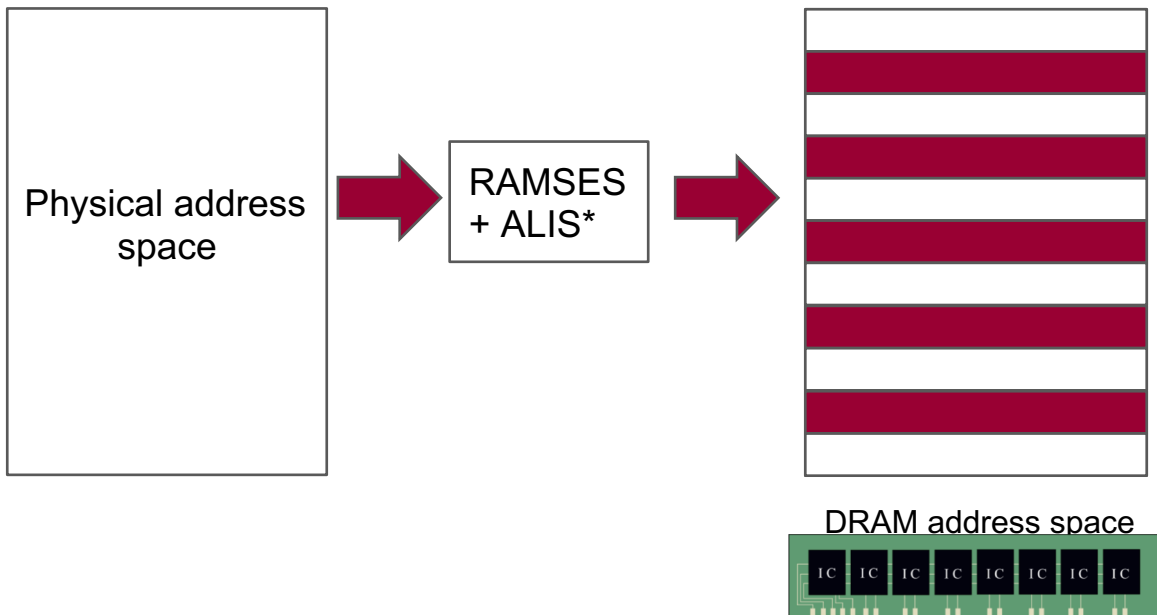 Physical address
space
RAMSES
+ ALIS*
DRAM address space
IC IC IC IC IC IC IC IC